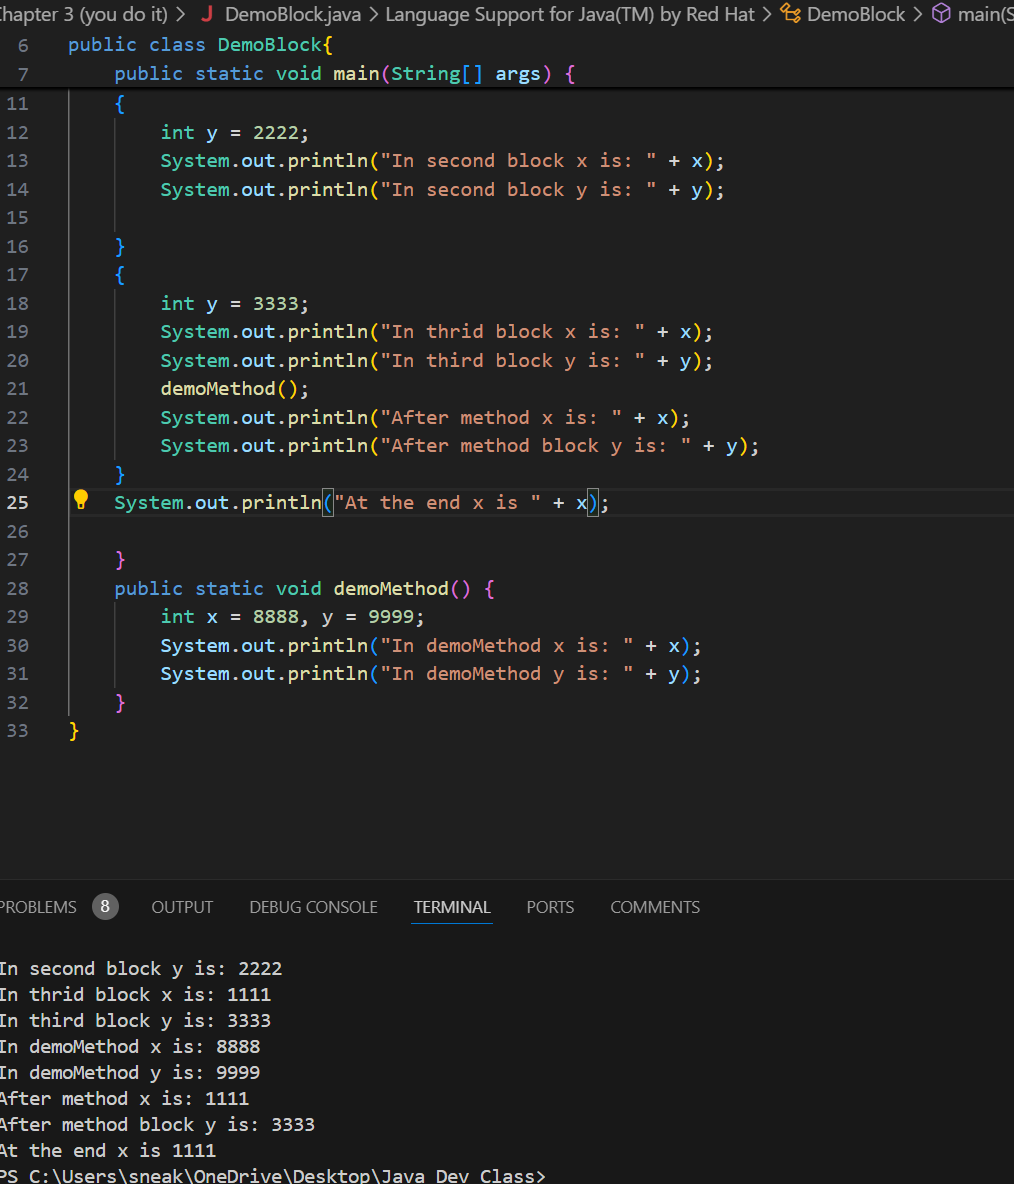 Chapter 3 (you do it) > J DemoBlock.java > Language Support for Java(TM) by Red Hat > DemoBlock > main(S
6 public class DemoBlock{
7 public static void main(String[] args) {
11 {
12 int y = 2222;
13 System.out.println("In second block x is: " + x);
14 System.out.println("In second block y is: " + y);
15
16 }
17 {
18 int y = 3333;
19 System.out.println("In thrid block x is: " + x);
20 System.out.println("In third block y is: " + y);
21 demoMethod();
22 System.out.println("After method x is: " + x);
23 System.out.println("After method block y is: " + y);
24 }
25 System.out.println("At the end x is " + x);
26
27 }
28 public static void demoMethod() {
29 int x = 8888, y = 9999;
30 System.out.println("In demoMethod x is: " + x);
31 System.out.println("In demoMethod y is: " + y);
32 }
33 }
PROBLEMS 8 OUTPUT DEBUG CONSOLE TERMINAL PORTS COMMENTS
In second block y is: 2222
In thrid block x is: 1111
In third block y is: 3333
In demoMethod x is: 8888
In demoMethod y is: 9999
After method x is: 1111
After method block y is: 3333
At the end x is 1111
PS C:\Users\sneak\OneDrive\Desktop\Java Dev Class>